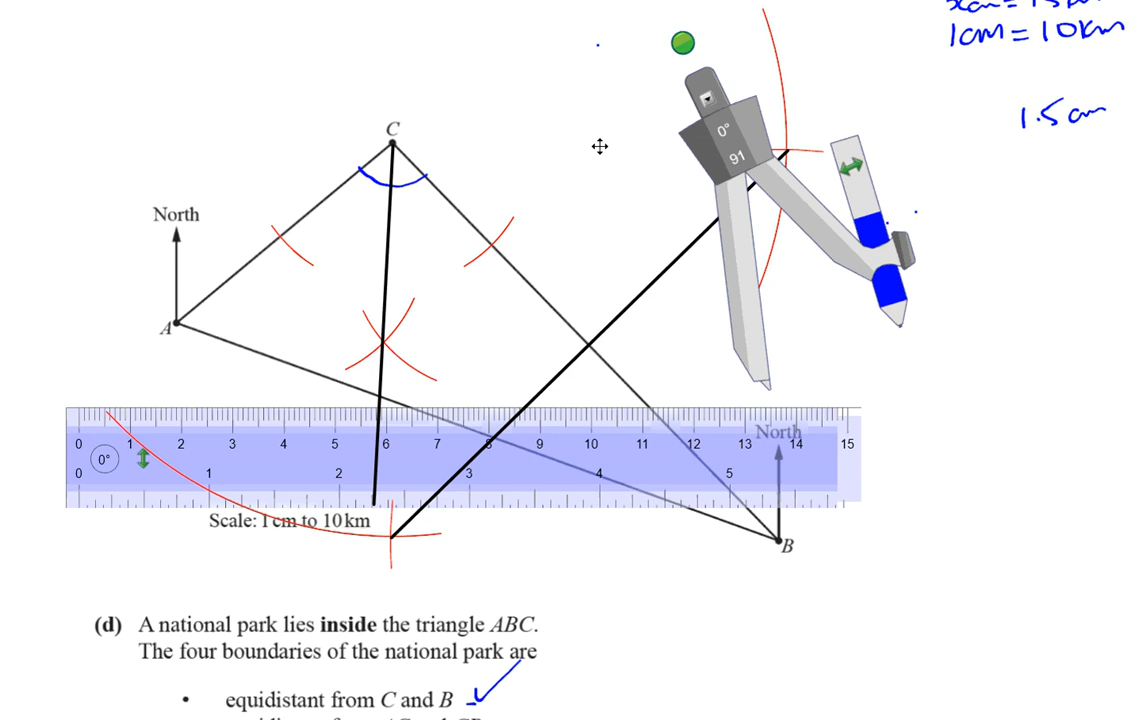 1cm = 10km
1.5 cm
C
North
0°
91
A
0 1 2 3 4 5 6 7 8 9 10 11 12 13 14 15
North
0°
0 1 2 3 4 5
Scale: 1 cm to 10 km
B
(d) A national park lies inside the triangle ABC.
The four boundaries of the national park are
• equidistant from C and B